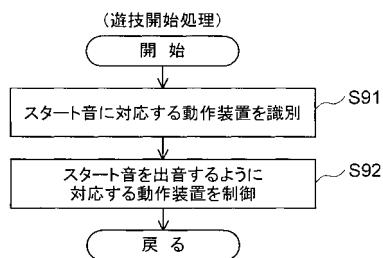 (遊技開始処理)
開 始
スタート音に対応する動作装置を識別
S91
スタート音を出音するように
対応する動作装置を制御
S92
戻 る